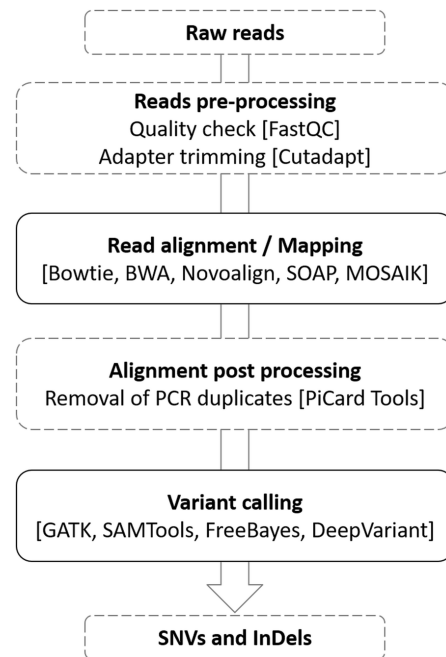 Raw reads
Reads pre-processing
Quality check [FastQC]
Adapter trimming [Cutadapt]
Read alignment / Mapping
[Bowtie, BWA, Novoalign, SOAP, MOSAIK]
Alignment post processing
Removal of PCR duplicates [PiCard Tools]
Variant calling
[GATK, SAMTools, FreeBayes, DeepVariant]
SNVs and InDels